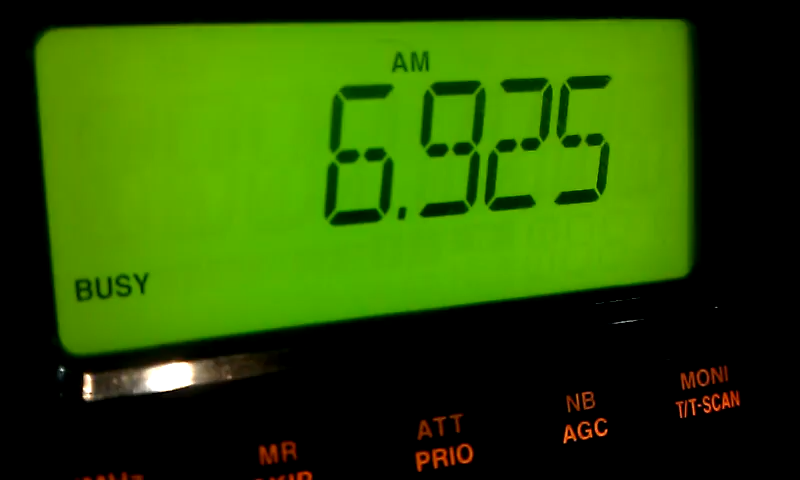 AM
6.925
BUSY
MONI
T/T-SCAN
NB
AGC
ATT
PRIO
MR